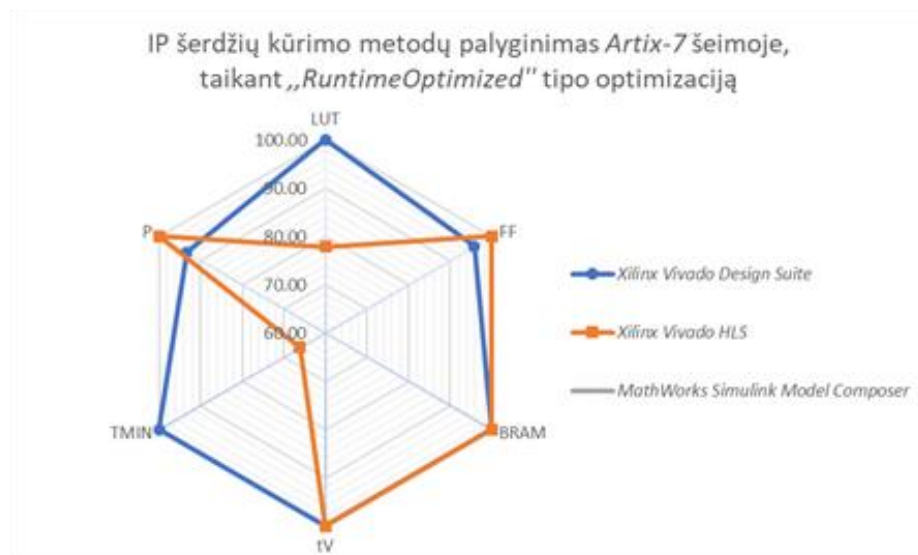 IP šerdžių kūrimo metodų palyginimas Artix-7 šeimoje,
taikant ,,RuntimeOptimized" tipo optimizaciją
LUT
100.00
90.00
80.00
70.00
60.00
P
FF
TMIN
BRAM
tV
Xilinx Vivado Design Suite
Xilinx Vivado HLS
MathWorks Simulink Model Composer